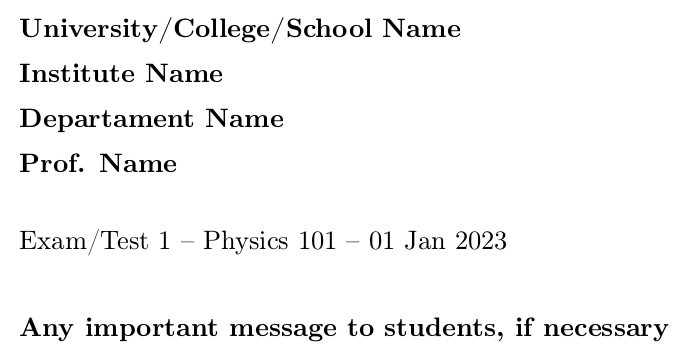 University/College/School Name
Institute Name
Departament Name
Prof. Name
Exam/Test 1 – Physics 101 – 01 Jan 2023
Any important message to students, if necessary